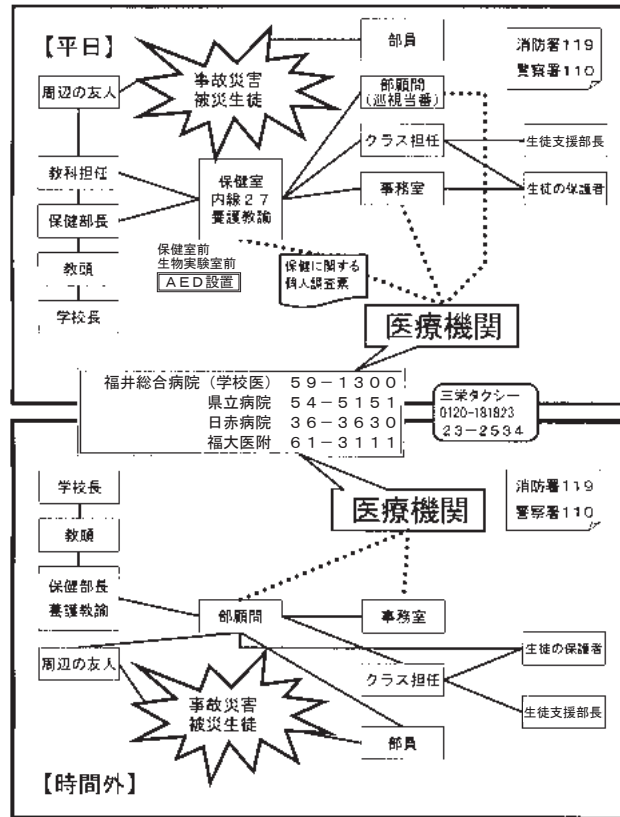 【平日】
事故災害
被災生徒
部員
消防署119
警察署110
周辺の友人
部顧問
(巡視当番)
クラス担任
生徒支援部長
教科担任
保健室
内線27
養護教諭
事務室
生徒の保護者
保健部長
保健室前
生物実験室前
AED設置
保健に関する
個人調査票
教頭
学校長
医療機関
福井総合病院(学校医) 59-1300
県立病院 54-5151
日赤病院 36-3630
福大医附 61-3111
三栄タクシー
0120-181823
23-2534
学校長
医療機関
消防署119
警察署110
教頭
保健部長
養護教諭
部顧問
事務室
生徒の保護者
周辺の友人
クラス担任
事故災害
被災生徒
生徒支援部長
部員
【時間外】